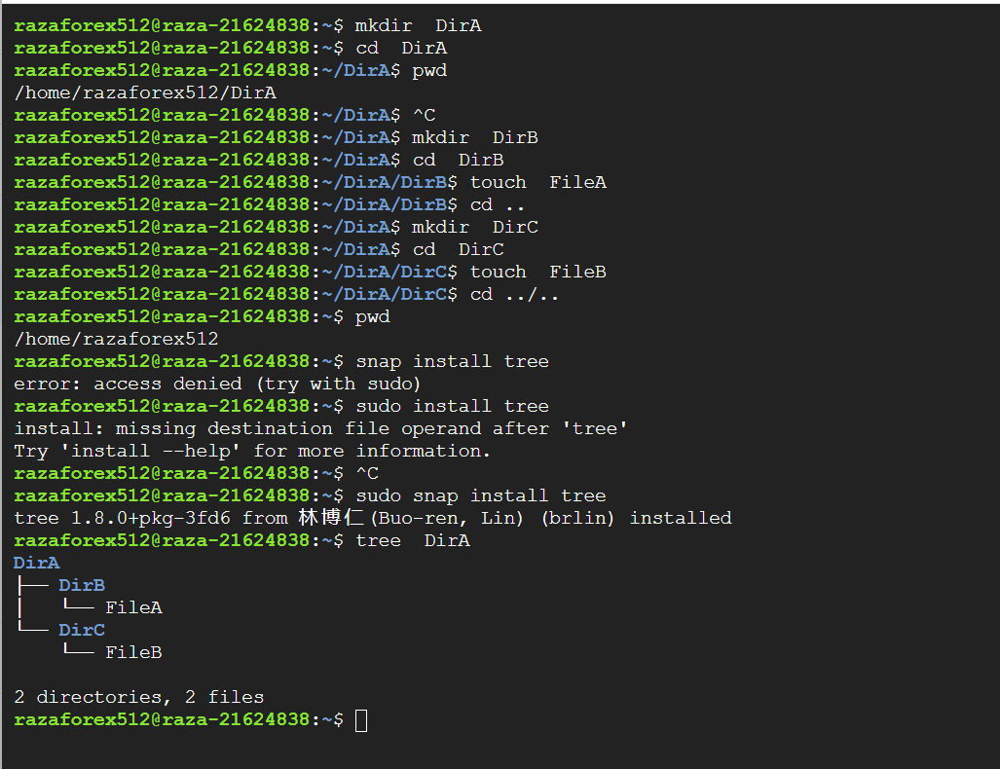 razaforex512@raza-21624838:~$ mkdir  DirA
razaforex512@raza-21624838:~$ cd  DirA
razaforex512@raza-21624838:~/DirA$ pwd
/home/razaforex512/DirA
razaforex512@raza-21624838:~/DirA$ ^C
razaforex512@raza-21624838:~/DirA$ mkdir  DirB
razaforex512@raza-21624838:~/DirA$ cd  DirB
razaforex512@raza-21624838:~/DirA/DirB$ touch  FileA
razaforex512@raza-21624838:~/DirA/DirB$ cd ..
razaforex512@raza-21624838:~/DirA$ mkdir  DirC
razaforex512@raza-21624838:~/DirA$ cd  DirC
razaforex512@raza-21624838:~/DirA/DirC$ touch  FileB
razaforex512@raza-21624838:~/DirA/DirC$ cd ../..
razaforex512@raza-21624838:~$ pwd
/home/razaforex512
razaforex512@raza-21624838:~$ snap install tree
error: access denied (try with sudo)
razaforex512@raza-21624838:~$ sudo install tree
install: missing destination file operand after 'tree'
Try 'install --help' for more information.
razaforex512@raza-21624838:~$ ^C
razaforex512@raza-21624838:~$ sudo snap install tree
tree 1.8.0+pkg-3fd6 from 林博仁(Buo-ren, Lin) (brlin) installed
razaforex512@raza-21624838:~$ tree  DirA
DirA
├── DirB
│   └── FileA
└── DirC
    └── FileB

2 directories, 2 files
razaforex512@raza-21624838:~$